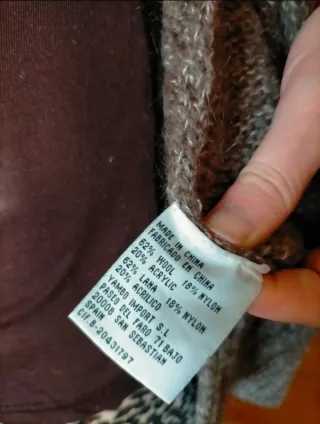 MADE IN CHINA
FABRICADO EN CHINA
62% WOOL 18% NYLON
20% ACRYLIC
62% LANA 18% NYLON
20% ACRILICO
YAMBO IMPORT S.L
PASEO DEL FARO 71 BAJO
20008 SAN SEBASTIAN
SPAIN
CIF.B-20431797